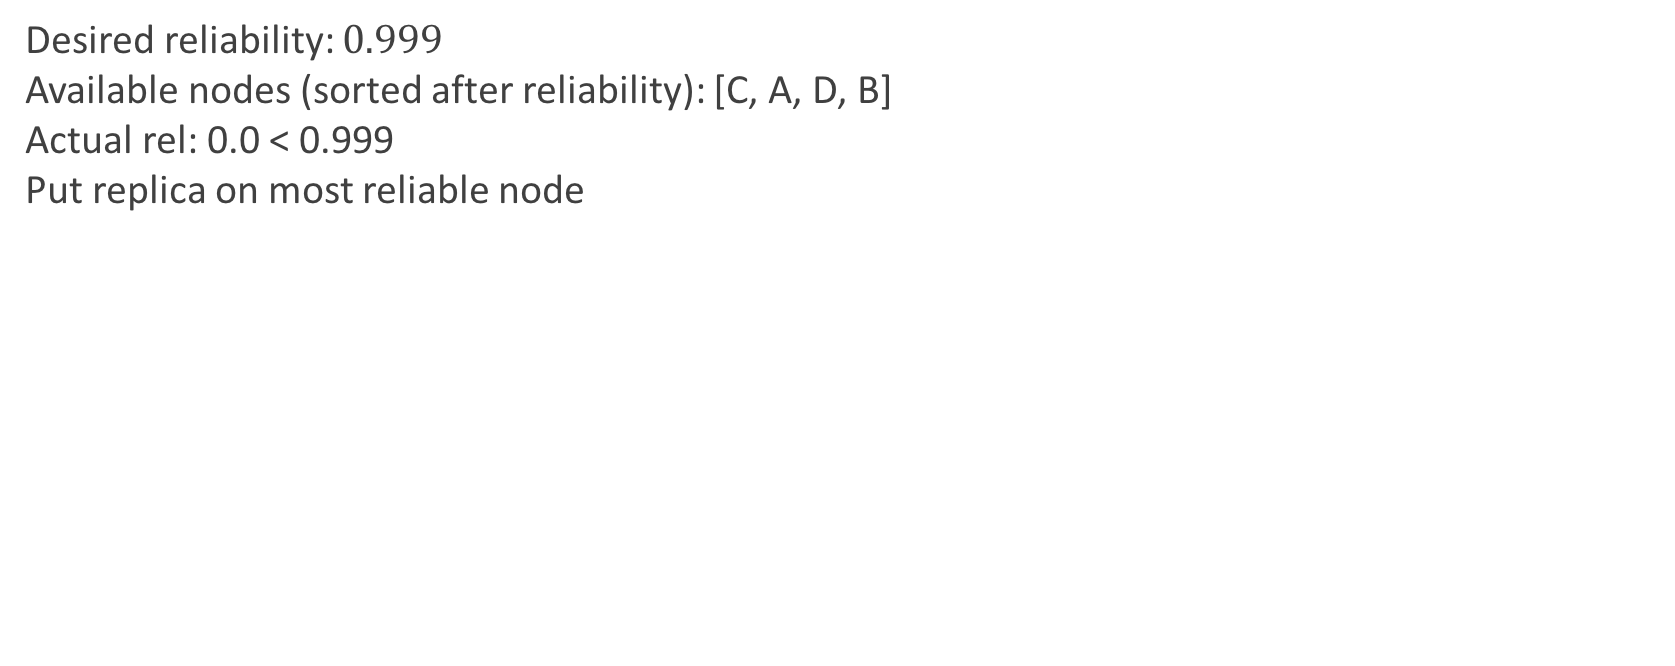 Desired reliability: 0.999
Available nodes (sorted after reliability): [C, A, D, B]
Actual rel: 0.0 < 0.999
Put replica on most reliable node